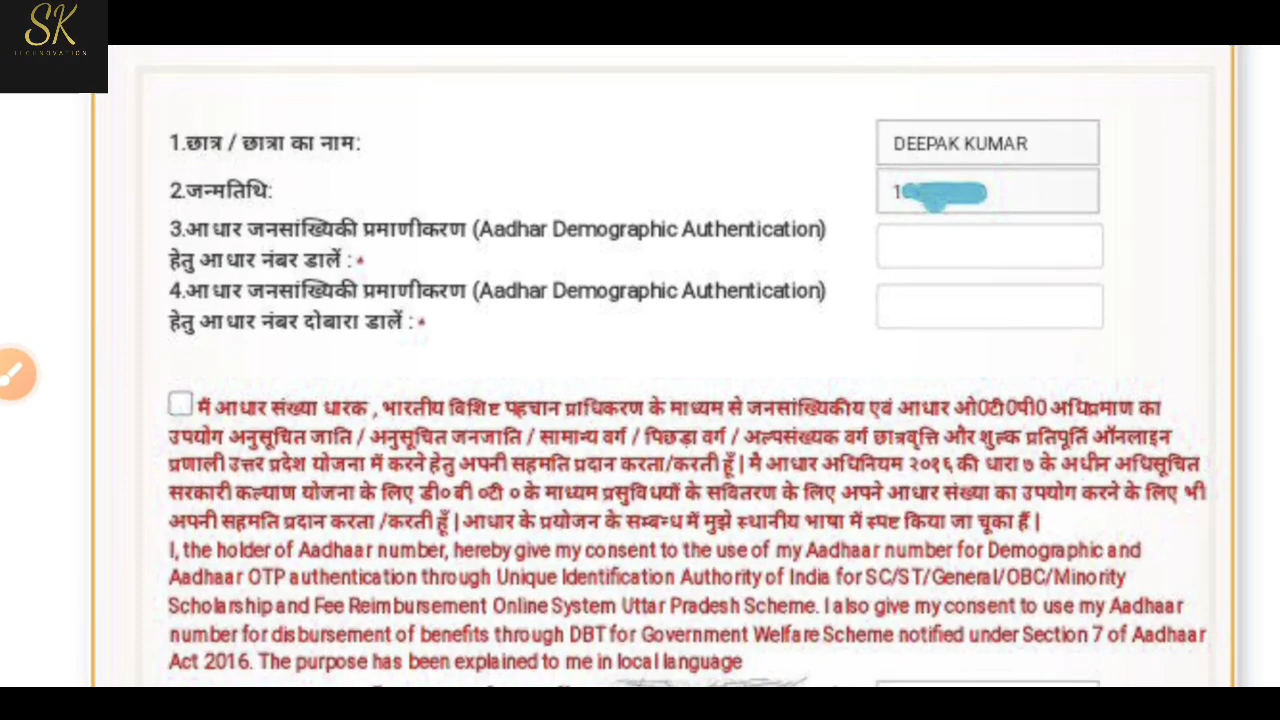 SK
TECHNOVATION
1.छात्र / छात्रा का नाम:
DEEPAK KUMAR
2.जन्मतिथि:
1
3.आधार जनसांख्यिकी प्रमाणीकरण (Aadhar Demographic Authentication)
हेतु आधार नंबर डालें : *
4.आधार जनसांख्यिकी प्रमाणीकरण (Aadhar Demographic Authentication)
हेतु आधार नंबर दोबारा डालें : *
मैं आधार संख्या धारक , भारतीय विशिष्ट पहचान प्राधिकरण के माध्यम से जनसांख्यिकीय एवं आधार ओ0टी0पी0 अधिप्रमाण का
उपयोग अनुसूचित जाति / अनुसूचित जनजाति / सामान्य वर्ग / पिछड़ा वर्ग / अल्पसंख्यक वर्ग छात्रवृत्ति और शुल्क प्रतिपूर्ति ऑनलाइन
प्रणाली उत्तर प्रदेश योजना में करने हेतु अपनी सहमति प्रदान करता/करती हूँ | मै आधार अधिनियम २०१६ की धारा ७ के अधीन अधिसूचित
सरकारी कल्याण योजना के लिए डी० बी ०टी ० के माध्यम प्रसुविधयों के सवितरण के लिए अपने आधार संख्या का उपयोग करने के लिए भी
अपनी सहमति प्रदान करता /करती हूँ | आधार के प्रयोजन के सम्बन्ध में मुझे स्थानीय भाषा में स्पष्ट किया जा चूका हैं |
I, the holder of Aadhaar number, hereby give my consent to the use of my Aadhaar number for Demographic and
Aadhaar OTP authentication through Unique Identification Authority of India for SC/ST/General/OBC/Minority
Scholarship and Fee Reimbursement Online System Uttar Pradesh Scheme. I also give my consent to use my Aadhaar
number for disbursement of benefits through DBT for Government Welfare Scheme notified under Section 7 of Aadhaar
Act 2016. The purpose has been explained to me in local language